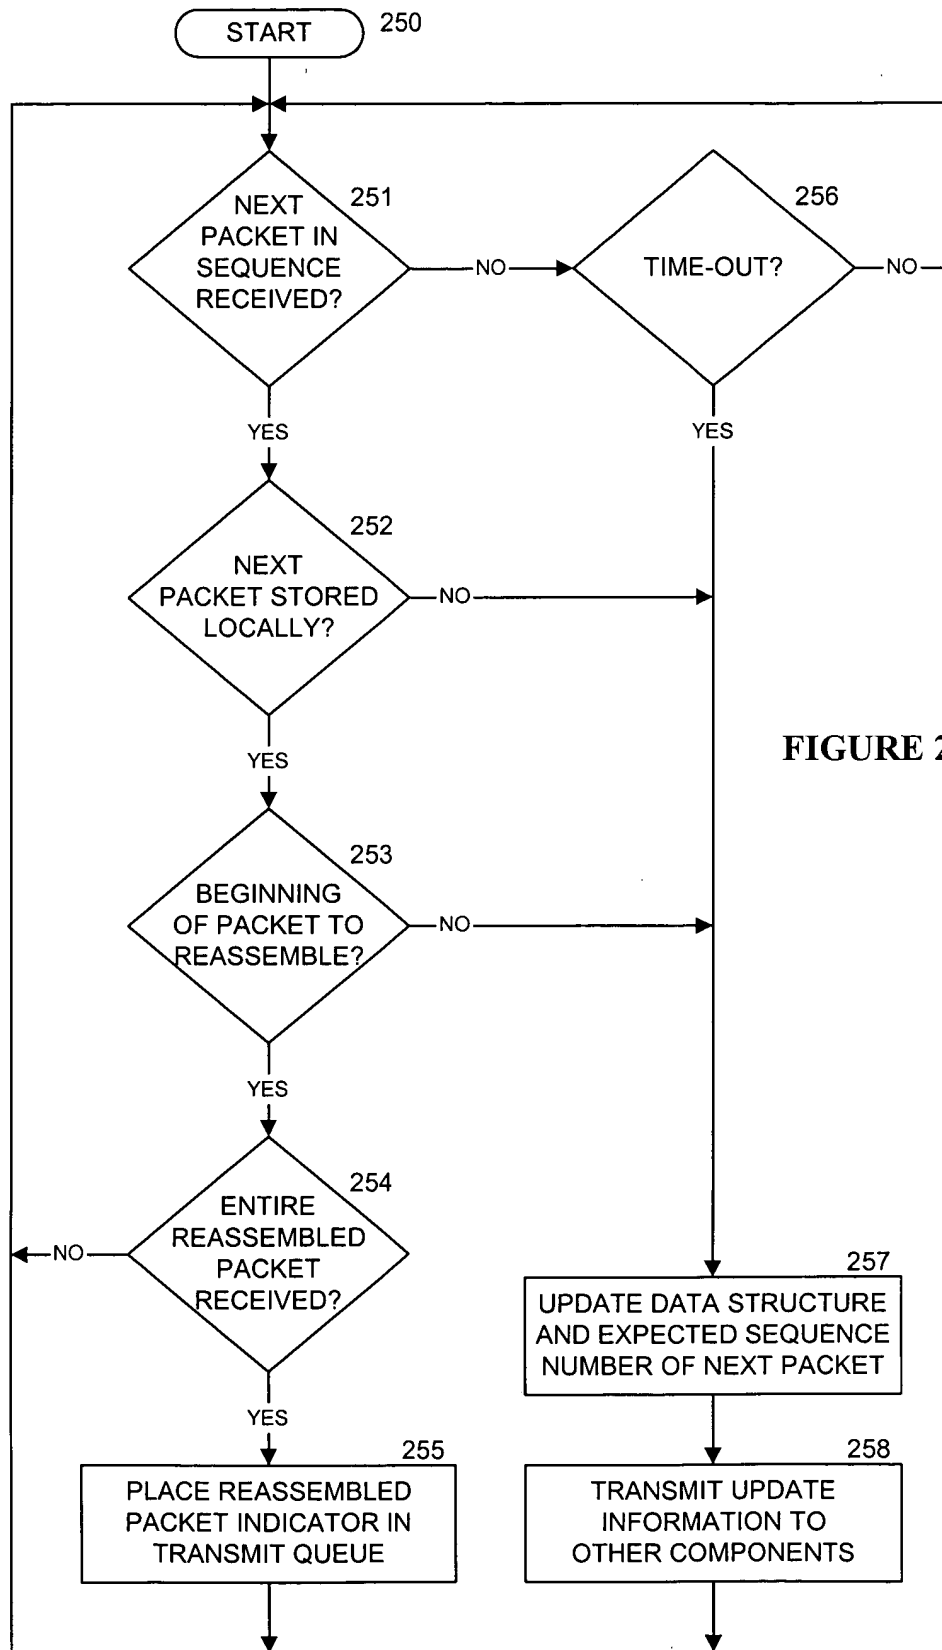 START
250
NEXT
PACKET IN
SEQUENCE
RECEIVED?
251
NO
TIME-OUT?
256
NO
YES
YES
NEXT
PACKET STORED
LOCALLY?
252
NO
YES
FIGURE 2
BEGINNING
OF PACKET TO
REASSEMBLE?
253
NO
YES
ENTIRE
REASSEMBLED
PACKET
RECEIVED?
254
NO
YES
257
UPDATE DATA STRUCTURE
AND EXPECTED SEQUENCE
NUMBER OF NEXT PACKET
255
PLACE REASSEMBLED
PACKET INDICATOR IN
TRANSMIT QUEUE
258
TRANSMIT UPDATE
INFORMATION TO
OTHER COMPONENTS